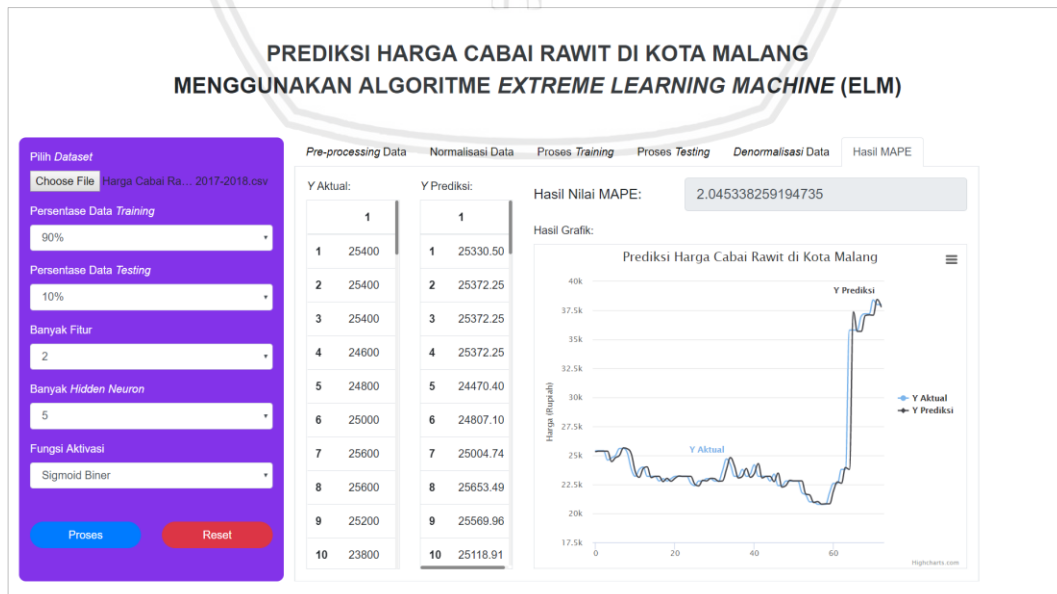 PREDIKSI HARGA CABAI RAWIT DI KOTA MALANG
MENGGUNAKAN ALGORITME EXTREME LEARNING MACHINE (ELM)
Pilih Dataset
Choose File Harga Cabai Ra... 2017-2018.csv
Persentase Data Training
90%
Persentase Data Testing
10%
Banyak Fitur
2
Banyak Hidden Neuron
5
Fungsi Aktivasi
Sigmoid Biner
Proses Reset
Pre-processing Data Normalisasi Data Proses Training Proses Testing Denormalisasi Data Hasil MAPE
Y Aktual:
1
1 25400
2 25400
3 25400
4 24600
5 24800
6 25000
7 25600
8 25600
9 25200
10 23800
Y Prediksi:
1
1 25330.50
2 25372.25
3 25372.25
4 25372.25
5 24470.40
6 24807.10
7 25004.74
8 25653.49
9 25569.96
10 25118.91
Hasil Nilai MAPE: 2.045338259194735
Hasil Grafik:
Prediksi Harga Cabai Rawit di Kota Malang
Harga (Rupiah)
40k
37.5k
35k
32.5k
30k
27.5k
25k
22.5k
20k
17.5k
0 20 40 60
Y Prediksi
Y Aktual
Y Aktual
Y Prediksi
Highcharts.com